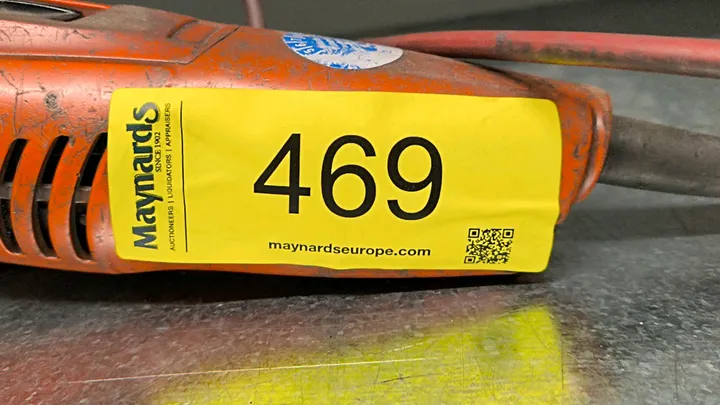 Maynards
SINCE 1902
AUCTIONEERS | LIQUIDATORS | APPRAISERS
469
maynardseurope.com